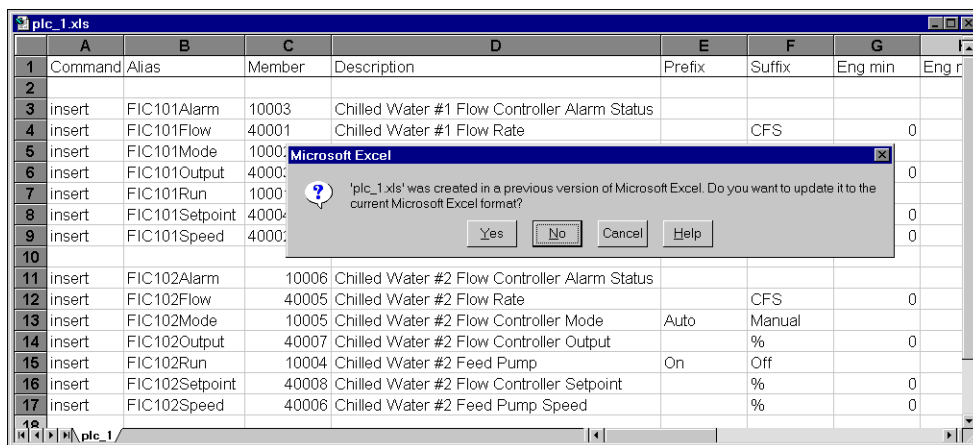 plc_1.xls
A B C D E F G
1 Command Alias Member Description Prefix Suffix Eng min Eng
2
3 insert FIC101Alarm 10003 Chilled Water #1 Flow Controller Alarm Status
4 insert FIC101Flow 40001 Chilled Water #1 Flow Rate CFS 0
5 insert FIC101Mode
6 insert FIC101Output 0
7 insert FIC101Run
8 insert FIC101Setpoint 0
9 insert FIC101Speed 0
Microsoft Excel
'plc_1.xls' was created in a previous version of Microsoft Excel. Do you want to update it to the
current Microsoft Excel format?
Yes No Cancel Help
10
11 insert FIC102Alarm 10006 Chilled Water #2 Flow Controller Alarm Status
12 insert FIC102Flow 40005 Chilled Water #2 Flow Rate CFS 0
13 insert FIC102Mode 10005 Chilled Water #2 Flow Controller Mode Auto Manual
14 insert FIC102Output 40007 Chilled Water #2 Flow Controller Output % 0
15 insert FIC102Run 10004 Chilled Water #2 Feed Pump On Off
16 insert FIC102Setpoint 40008 Chilled Water #2 Flow Controller Setpoint % 0
17 insert FIC102Speed 40006 Chilled Water #2 Feed Pump Speed % 0
18
plc_1